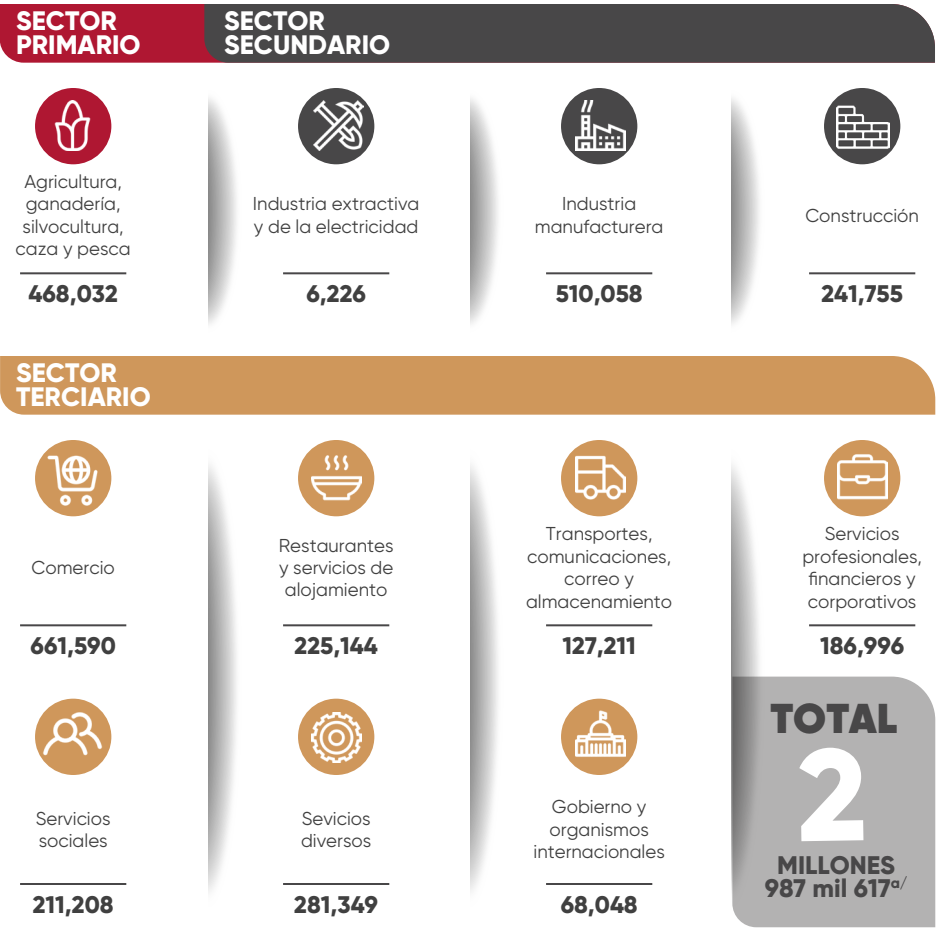 SECTOR
PRIMARIO
SECTOR
SECUNDARIO
Agricultura,
ganadería,
silvocultura,
caza y pesca
468,032
Industria extractiva
y de la electricidad
6,226
Industria
manufacturera
510,058
Construcción
241,755
SECTOR
TERCIARIO
Comercio
661,590
Restaurantes
y servicios de
alojamiento
225,144
Transportes,
comunicaciones,
correo y
almacenamiento
127,211
Servicios
profesionales,
financieros y
corporativos
186,996
Servicios
sociales
211,208
Sevicios
diversos
281,349
Gobierno y
organismos
internacionales
68,048
TOTAL
2
MILLONES
987 mil 617a/